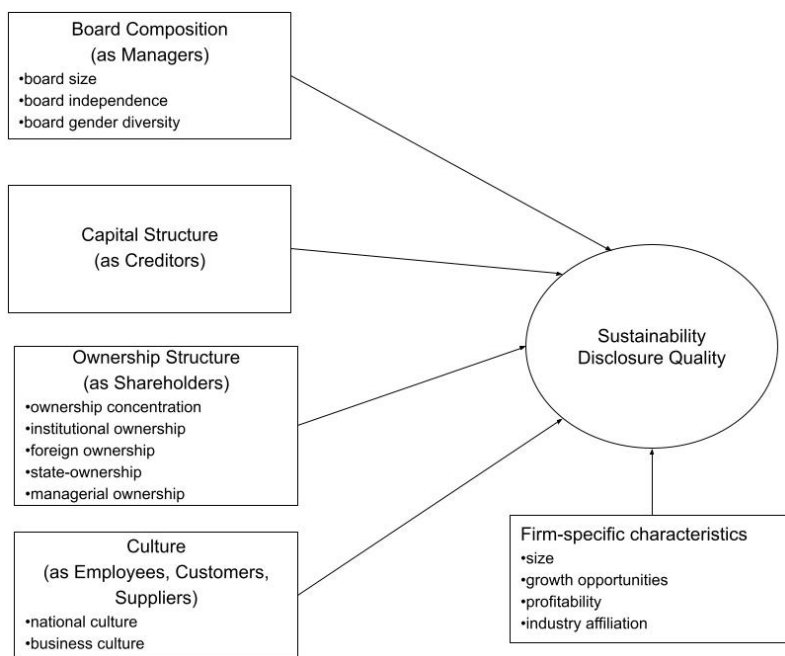 Board Composition
(as Managers)
•board size
•board independence
•board gender diversity
Capital Structure
(as Creditors)
Ownership Structure
(as Shareholders)
•ownership concentration
•institutional ownership
•foreign ownership
•state-ownership
•managerial ownership
Culture
(as Employees, Customers,
Suppliers)
•national culture
•business culture
Sustainability
Disclosure Quality
Firm-specific characteristics
•size
•growth opportunities
•profitability
•industry affiliation